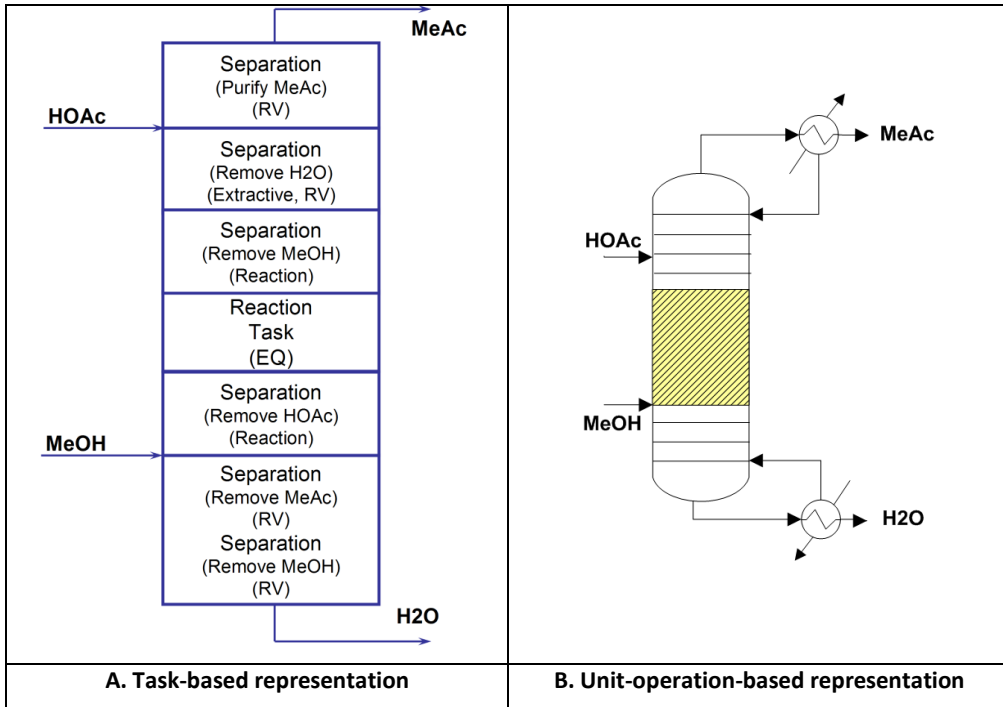 MeAc
Separation
(Purify MeAc)
(RV)
HOAc
Separation
(Remove H2O)
(Extractive, RV)
Separation
(Remove MeOH)
(Reaction)
Reaction
Task
(EQ)
Separation
(Remove HOAc)
(Reaction)
MeOH
Separation
(Remove MeAc)
(RV)
Separation
(Remove MeOH)
(RV)
H2O
A. Task-based representation
MeAc
HOAc
MeOH
H2O
B. Unit-operation-based representation